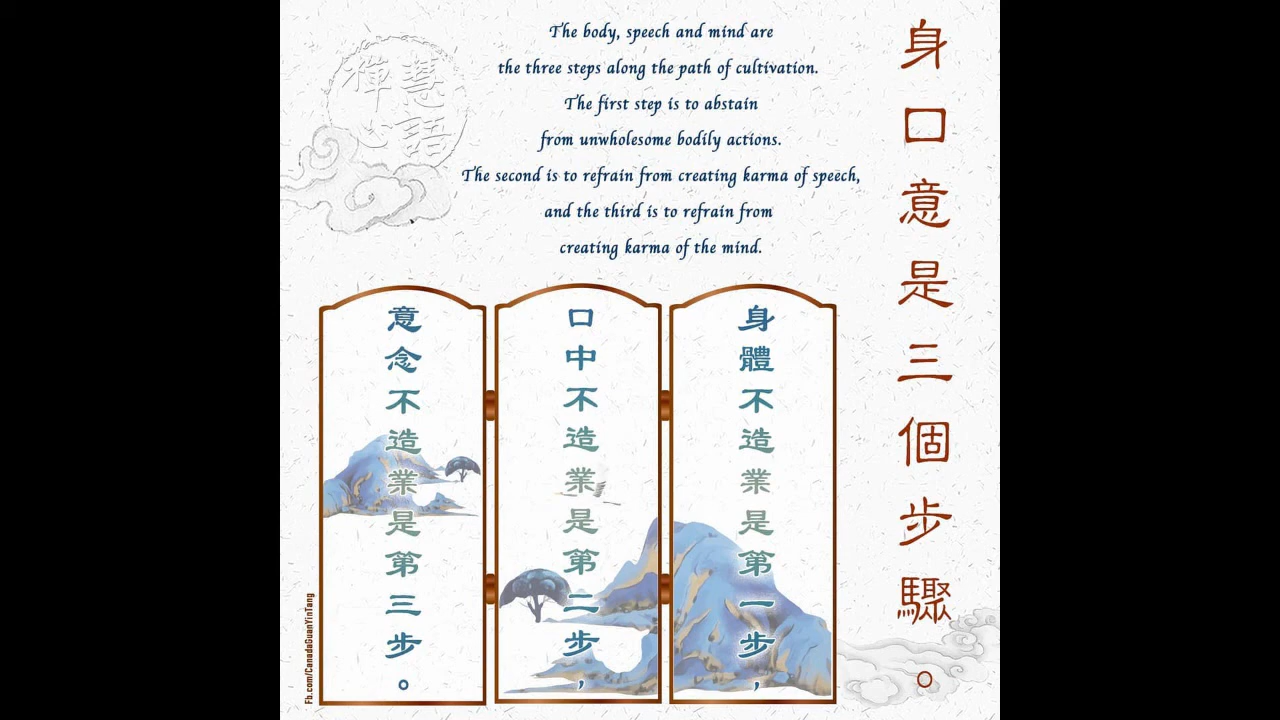 The body, speech and mind are
the three steps along the path of cultivation.
The first step is to abstain
from unwholesome bodily actions.
The second is to refrain from creating karma of speech,
and the third is to refrain from
creating karma of the mind.
身口意是三個步驟。
身體不造業是第一步，
口中不造業是第二步，
意念不造業是第三步。
慧語
禪心
Fb.com/CanadaGuanYinTang